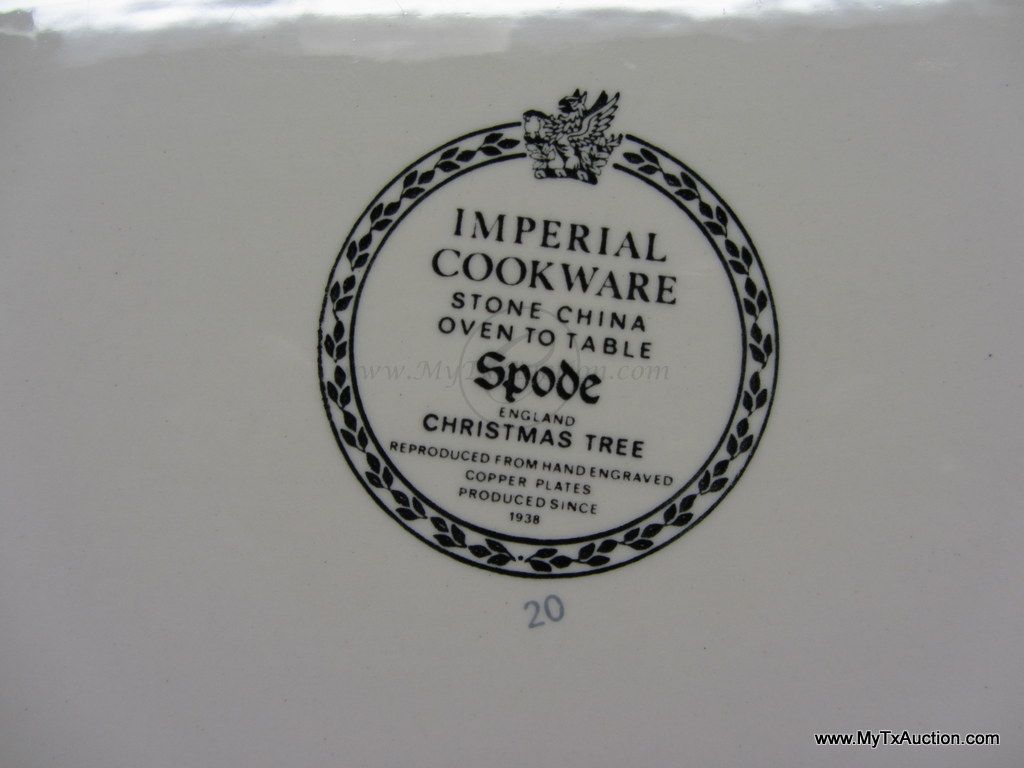 IMPERIAL
COOKWARE
STONE CHINA
OVEN TO TABLE
Spode
ENGLAND
CHRISTMAS TREE
REPRODUCED FROM HAND ENGRAVED
COPPER PLATES
PRODUCED SINCE
1938
20
www.MyTxAuction.com